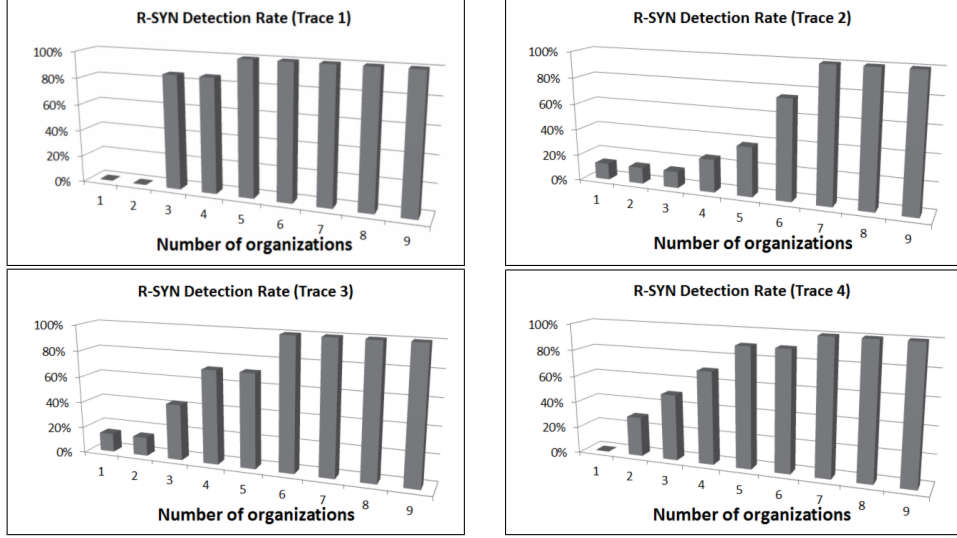 R-SYN Detection Rate (Trace 1)
100%
80%
60%
40%
20%
0%
1 2 3 4 5 6 7 8 9
Number of organizations
R-SYN Detection Rate (Trace 2)
100%
80%
60%
40%
20%
0%
1 2 3 4 5 6 7 8 9
Number of organizations
R-SYN Detection Rate (Trace 3)
100%
80%
60%
40%
20%
0%
1 2 3 4 5 6 7 8 9
Number of organizations
R-SYN Detection Rate (Trace 4)
100%
80%
60%
40%
20%
0%
1 2 3 4 5 6 7 8 9
Number of organizations